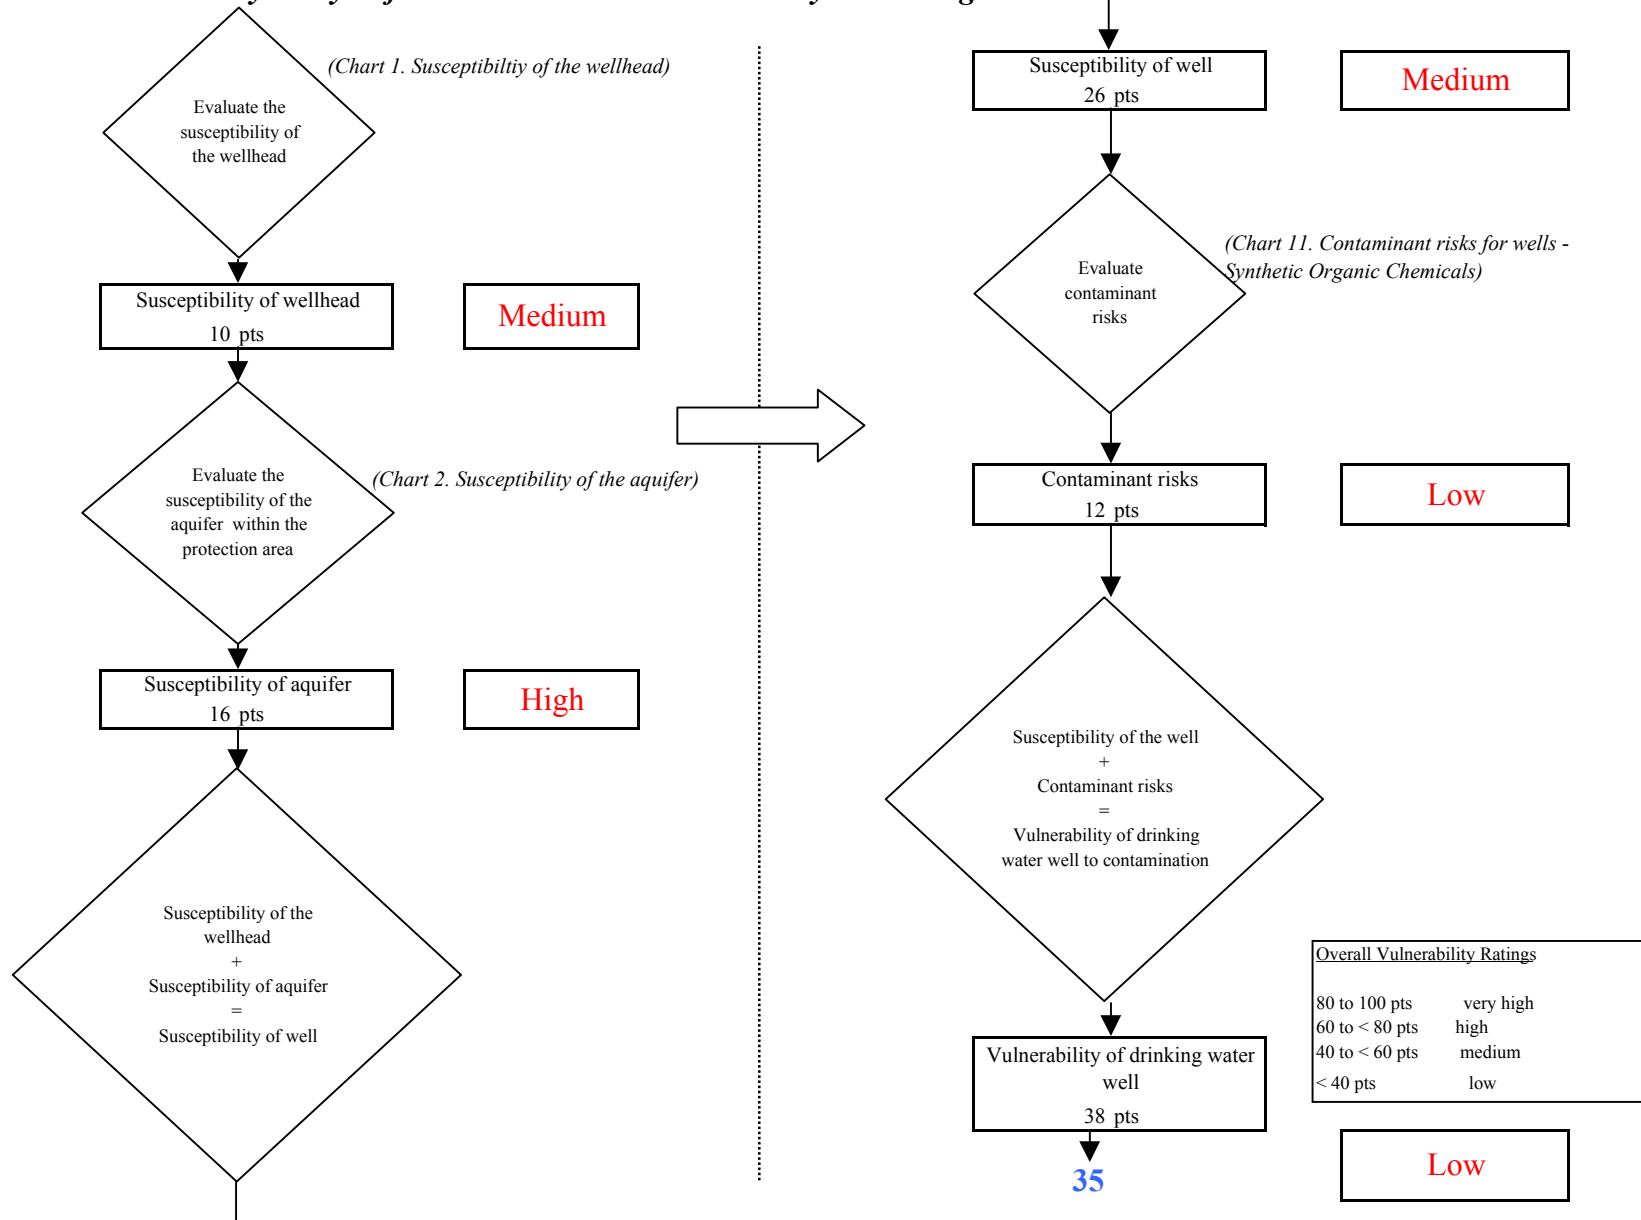 (Chart 1. Susceptibiltiy of the wellhead)
Evaluate the
susceptibility of
the wellhead
Susceptibility of wellhead
10 pts
Medium
Evaluate the
susceptibility of the
aquifer within the
protection area
(Chart 2. Susceptibility of the aquifer)
Susceptibility of aquifer
16 pts
High
Susceptibility of the
wellhead
+
Susceptibility of aquifer
=
Susceptibility of well
Susceptibility of well
26 pts
Medium
Evaluate
contaminant
risks
(Chart 11. Contaminant risks for wells -
Synthetic Organic Chemicals)
Contaminant risks
12 pts
Low
Susceptibility of the well
+
Contaminant risks
=
Vulnerability of drinking
water well to contamination
Overall Vulnerability Ratings
80 to 100 pts very high
60 to < 80 pts high
40 to < 60 pts medium
< 40 pts low
Vulnerability of drinking water
well
38 pts
35
Low